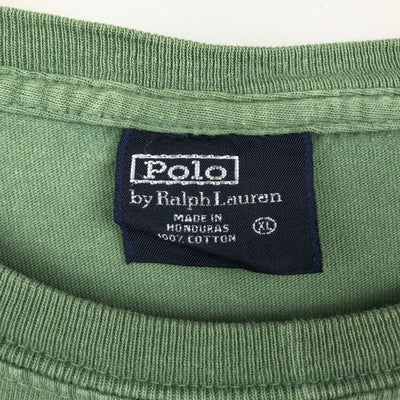 Polo
by Ralph Lauren
MADE IN
HONDURAS XL
100% COTTON